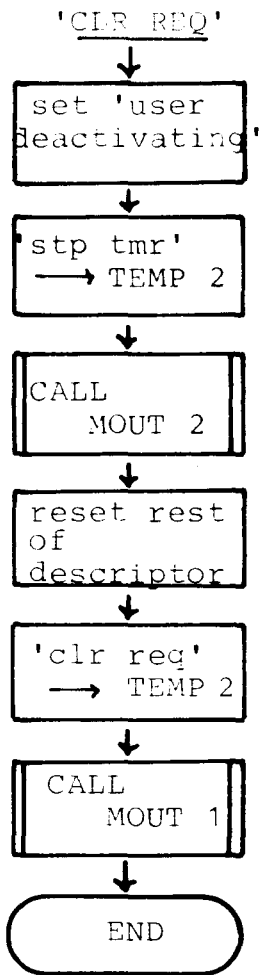 'CLR REQ'
set 'user
deactivating'
'stp tmr'
⟶ TEMP 2
CALL
MOUT 2
reset rest
of
descriptor
'clr req'
⟶ TEMP 2
CALL
MOUT 1
END